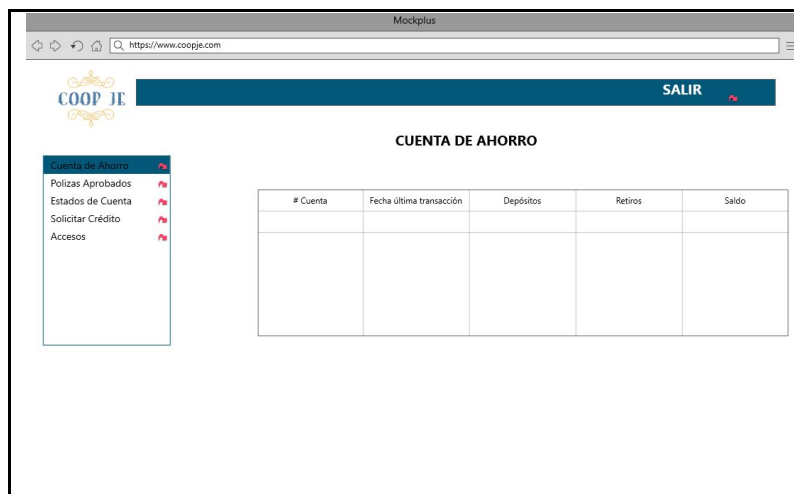 Mockplus
https://www.coopje.com
COOP JE
SALIR
CUENTA DE AHORRO
Cuenta de Ahorro
Polizas Aprobados
Estados de Cuenta
Solicitar Crédito
Accesos
# Cuenta Fecha última transacción Depósitos Retiros Saldo